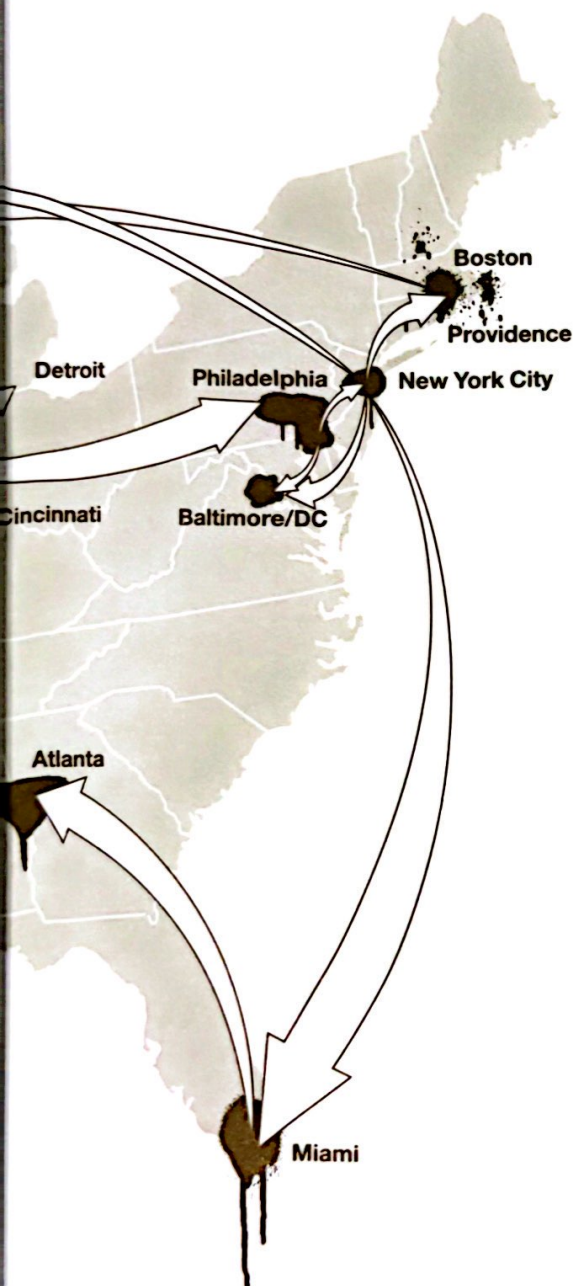 Boston
Providence
Detroit
Philadelphia
New York City
Cincinnati
Baltimore/DC
Atlanta
Miami